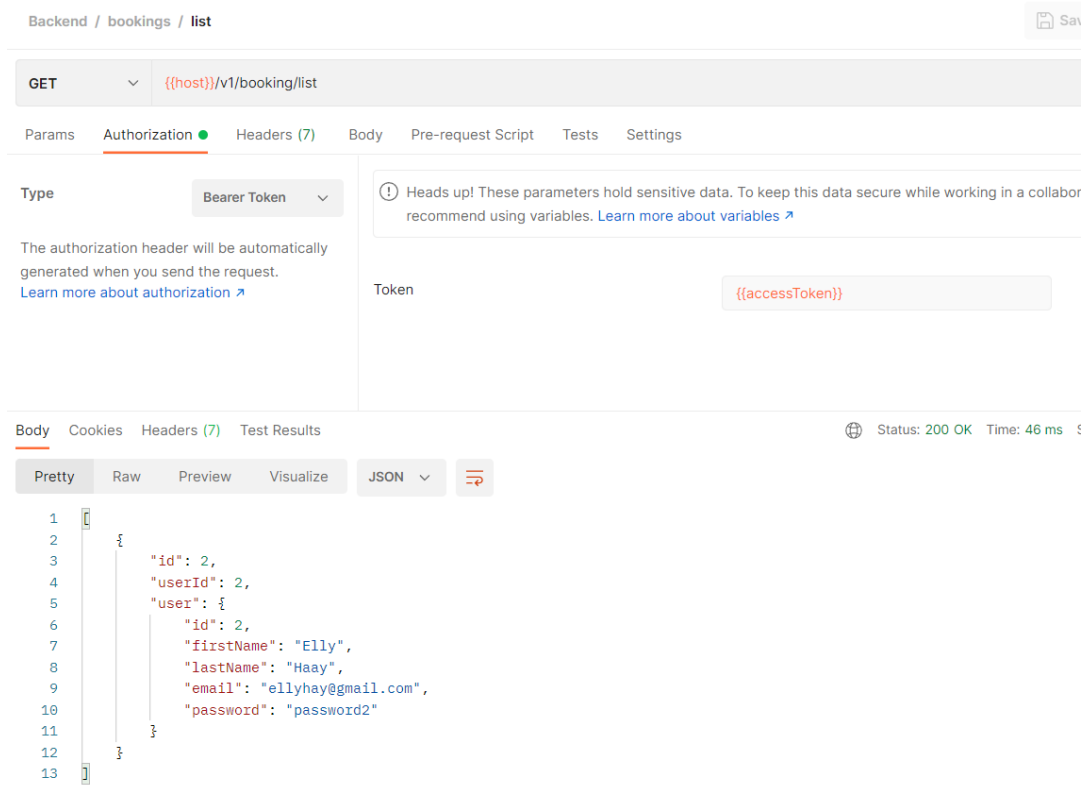 Backend / bookings / list
Sav
GET {{host}}/v1/booking/list
Params Authorization Headers (7) Body Pre-request Script Tests Settings
Type Bearer Token
Heads up! These parameters hold sensitive data. To keep this data secure while working in a collabor
recommend using variables. Learn more about variables ↗
The authorization header will be automatically
generated when you send the request.
Learn more about authorization ↗
Token {{accessToken}}
Body Cookies Headers (7) Test Results Status: 200 OK Time: 46 ms S
Pretty Raw Preview Visualize JSON
1 [
2 {
3 "id": 2,
4 "userId": 2,
5 "user": {
6 "id": 2,
7 "firstName": "Elly",
8 "lastName": "Haay",
9 "email": "ellyhay@gmail.com",
10 "password": "password2"
11 }
12 }
13 ]